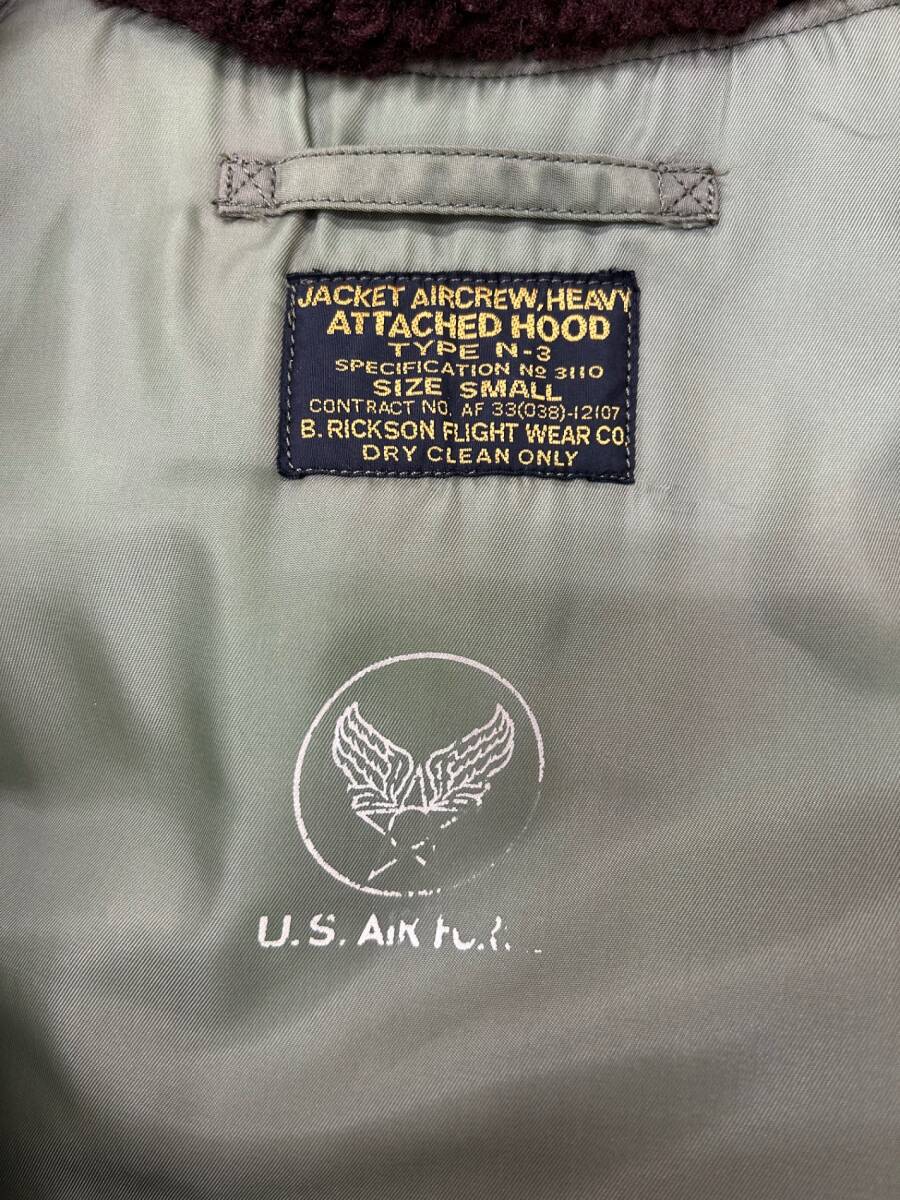 JACKET AIRCREW, HEAVY
ATTACHED HOOD
TYPE N-3
SPECIFICATION Nº 3110
SIZE SMALL
CONTRACT NO. AF 33(038)-12107
B. RICKSON FLIGHT WEAR CO.
DRY CLEAN ONLY
U.S. AIR